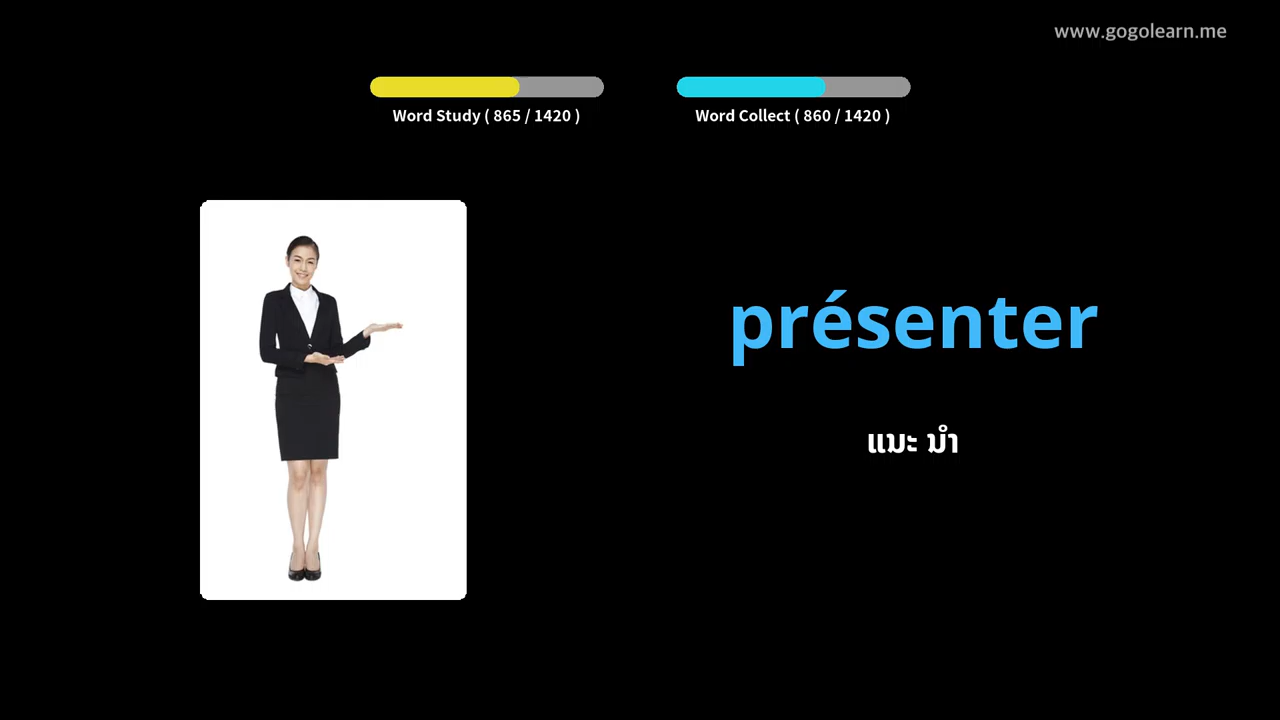 www.gogolearn.me
Word Study ( 865 / 1420 )
Word Collect ( 860 / 1420 )
présenter
ແນະ ນຳ